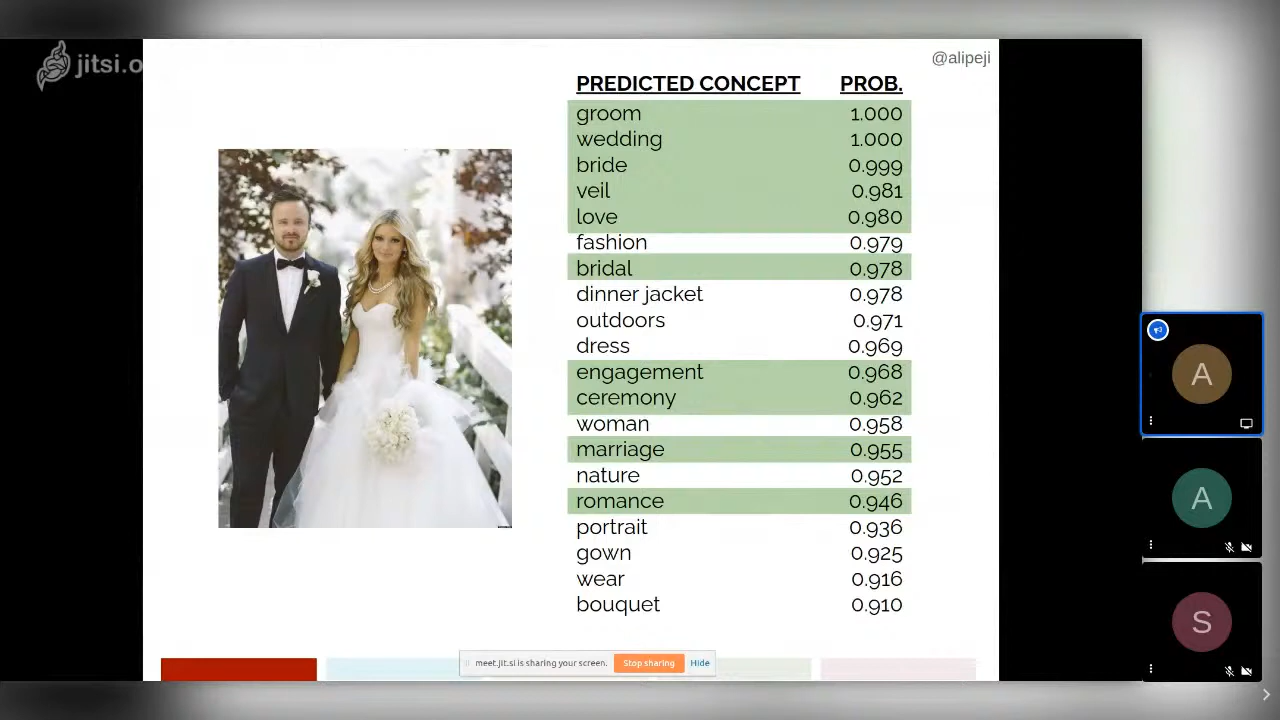 jitsi.o
@alipeji
PREDICTED CONCEPT PROB.
groom 1.000
wedding 1.000
bride 0.999
veil 0.981
love 0.980
fashion 0.979
bridal 0.978
dinner jacket 0.978
outdoors 0.971
dress 0.969
engagement 0.968
ceremony 0.962
woman 0.958
marriage 0.955
nature 0.952
romance 0.946
portrait 0.936
gown 0.925
wear 0.916
bouquet 0.910
meet.jit.si is sharing your screen. Stop sharing Hide
A
A
S